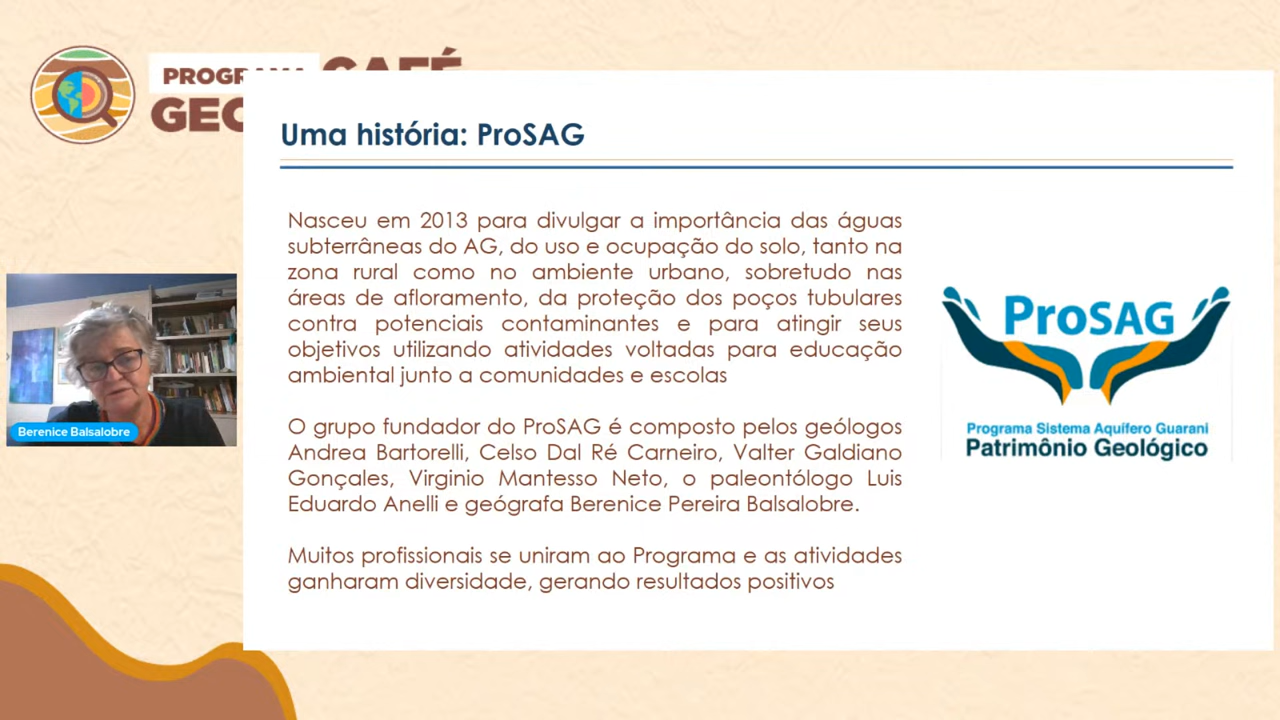 PROGRAMA CAFÉ
GEO
Uma história: ProSAG
Nasceu em 2013 para divulgar a importância das águas
subterrâneas do AG, do uso e ocupação do solo, tanto na
zona rural como no ambiente urbano, sobretudo nas
áreas de afloramento, da proteção dos poços tubulares
contra potenciais contaminantes e para atingir seus
objetivos utilizando atividades voltadas para educação
ambiental junto a comunidades e escolas
O grupo fundador do ProSAG é composto pelos geólogos
Andrea Bartorelli, Celso Dal Ré Carneiro, Valter Galdiano
Gonçales, Virginio Mantesso Neto, o paleontólogo Luis
Eduardo Anelli e geógrafa Berenice Pereira Balsalobre.
Muitos profissionais se uniram ao Programa e as atividades
ganharam diversidade, gerando resultados positivos
ProSAG
Programa Sistema Aquífero Guarani
Patrimônio Geológico
Berenice Balsalobre